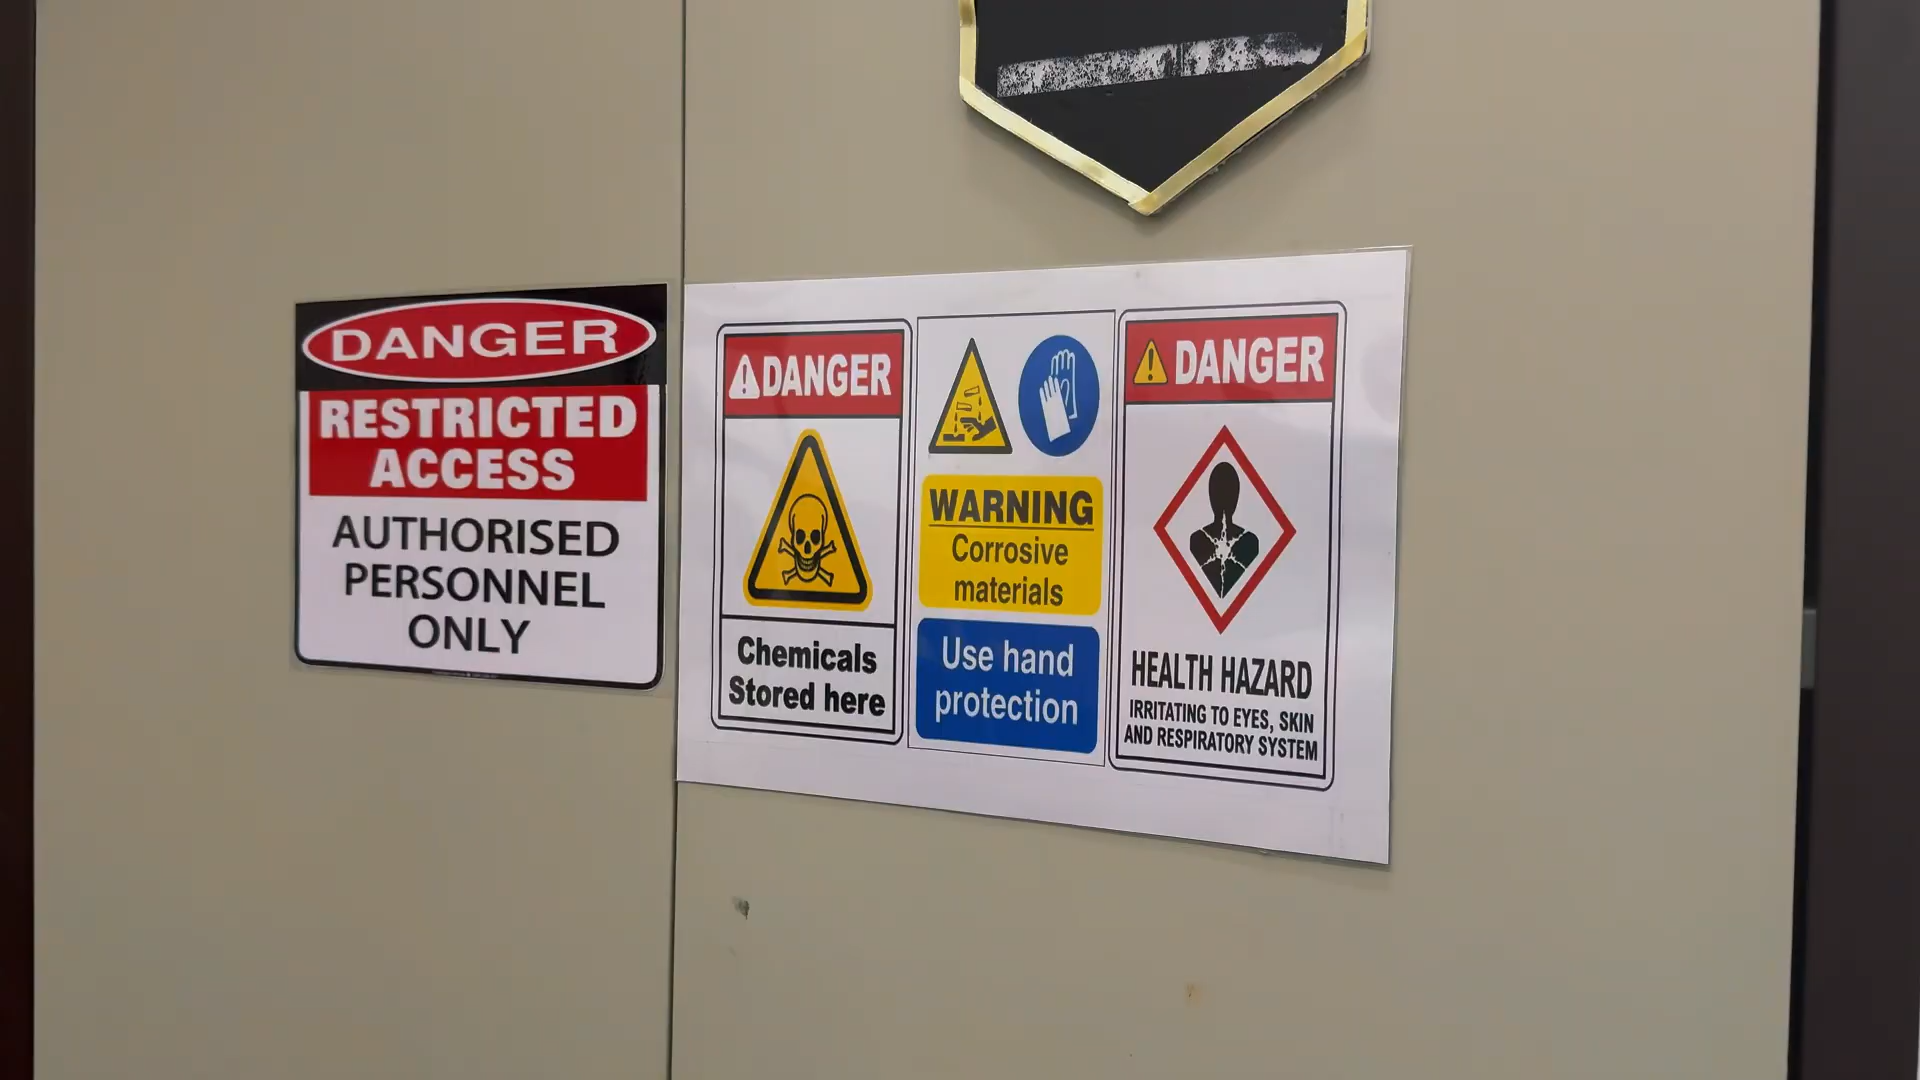 DANGER
RESTRICTED
ACCESS
AUTHORISED
PERSONNEL
ONLY
DANGER
Chemicals
Stored here
WARNING
Corrosive
materials
Use hand
protection
DANGER
HEALTH HAZARD
IRRITATING TO EYES, SKIN
AND RESPIRATORY SYSTEM